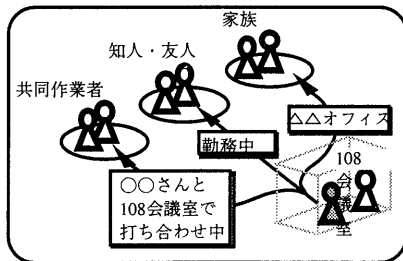 家族
知人・友人
共同作業者
△△オフィス
勤務中
108
会
議
室
○○さんと
108会議室で
打ち合わせ中